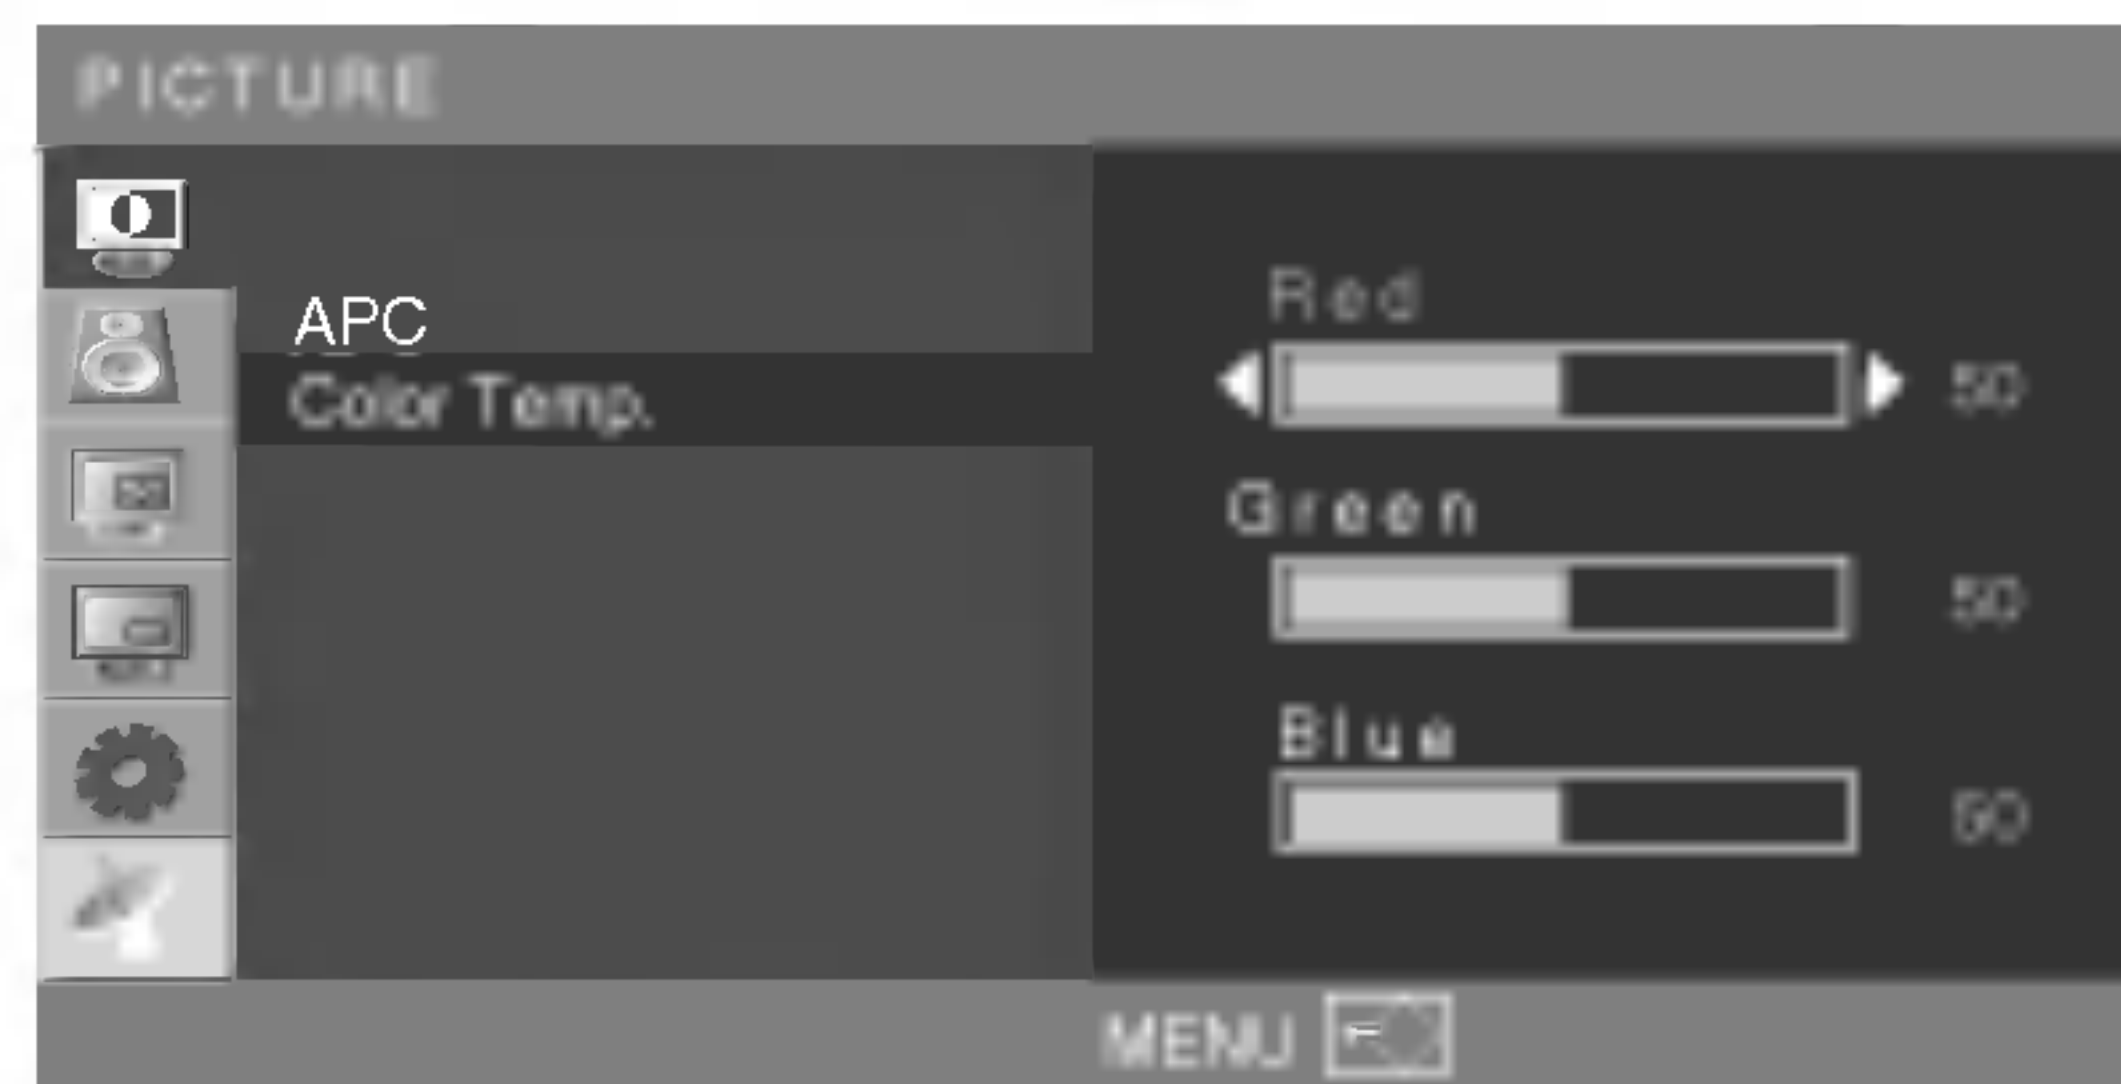 PICTURE
APC
Color Temp.
Red
50
Green
50
Blue
50
MENU